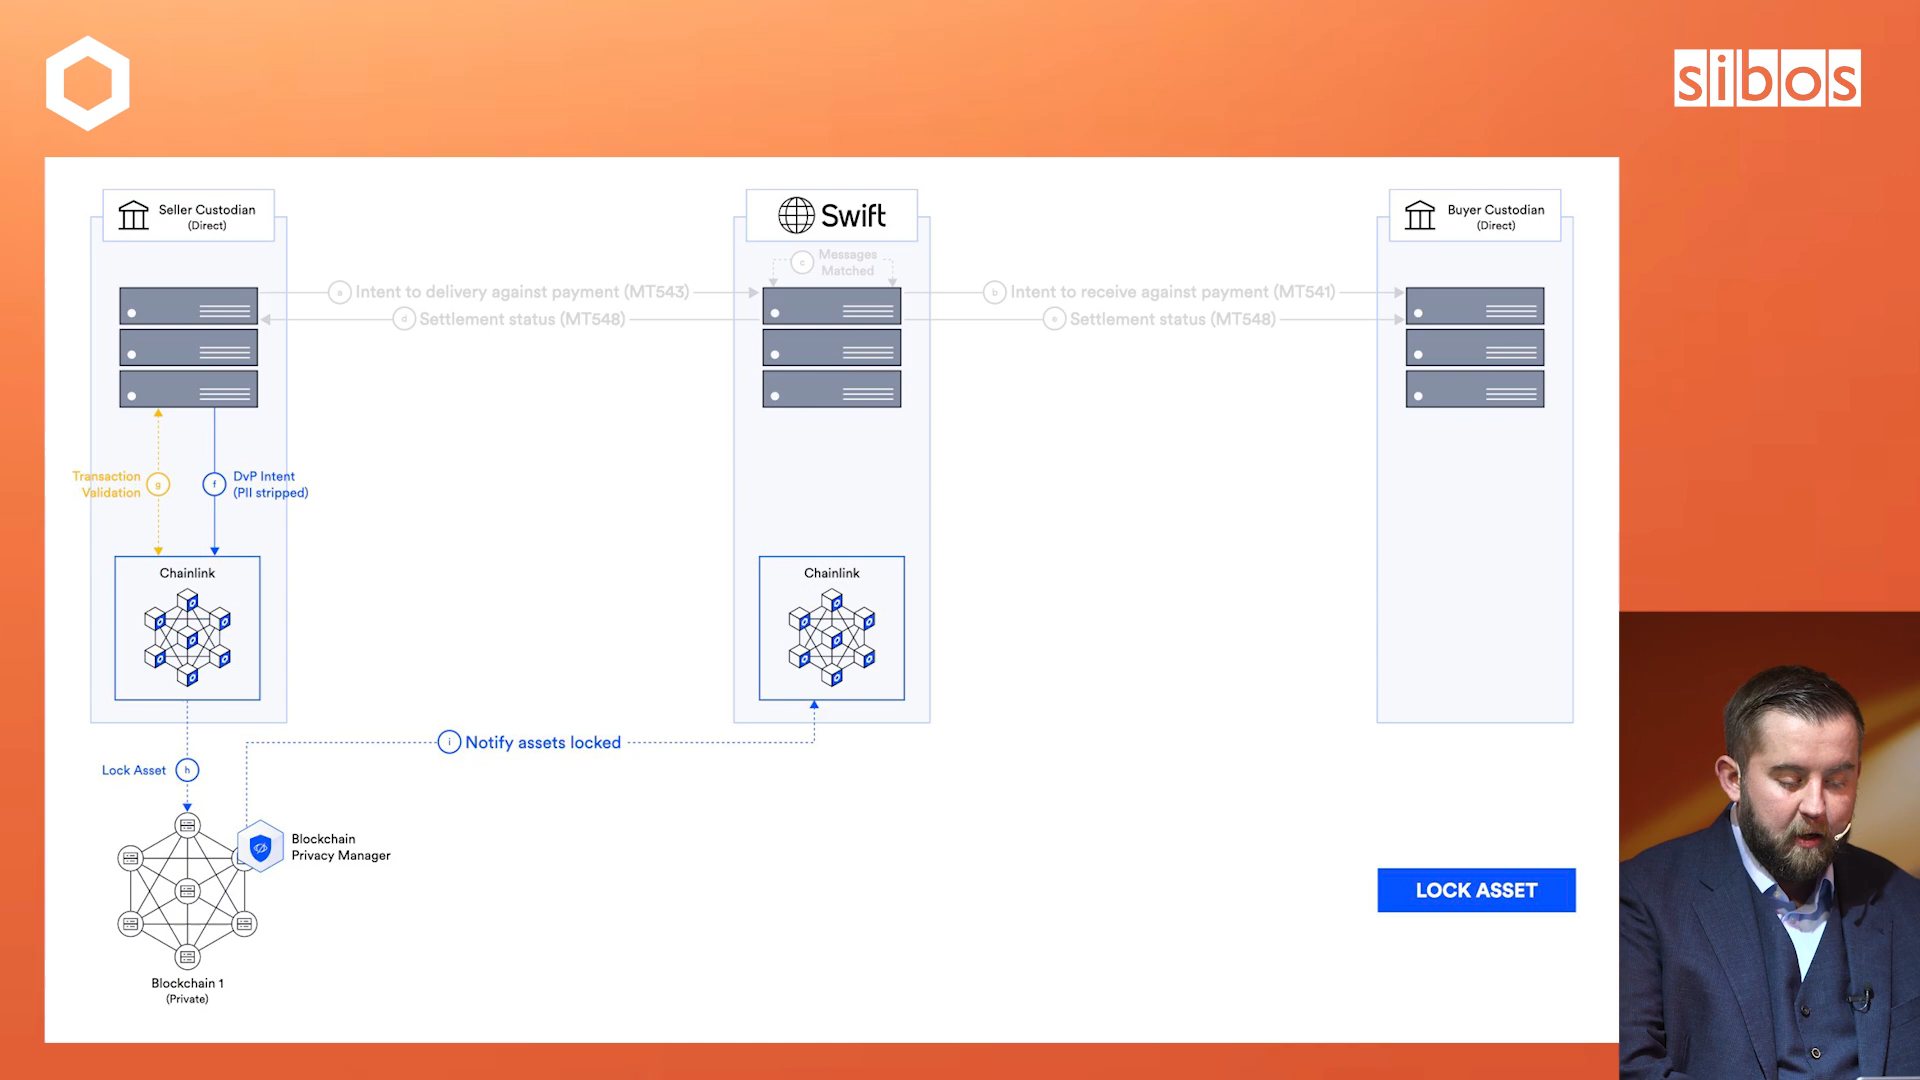 sibos
Seller Custodian
(Direct)
Swift
Buyer Custodian
(Direct)
c
Messages
Matched
a
Intent to delivery against payment (MT543)
b
Intent to receive against payment (MT541)
d
Settlement status (MT548)
e
Settlement status (MT548)
Transaction
Validation
g
f
DvP Intent
(PII stripped)
Chainlink
Chainlink
i
Notify assets locked
Lock Asset
h
Blockchain
Privacy Manager
LOCK ASSET
Blockchain 1
(Private)